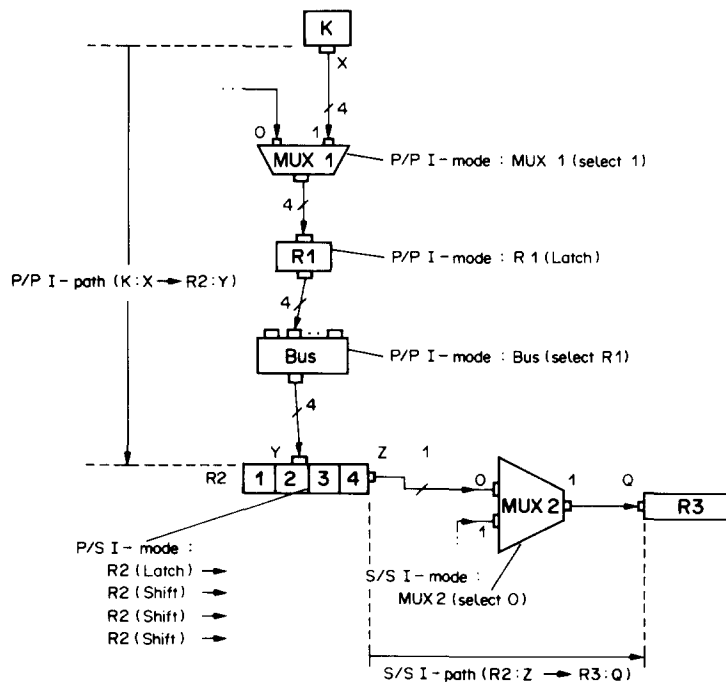 K
X
4
0 1
MUX 1
P/P I-mode : MUX 1 (select 1)
4
R1
P/P I-mode : R 1 (Latch)
P/P I-path (K:X → R2:Y)
4
Bus
P/P I-mode : Bus (select R1)
4
Y Z 1
R2 1 2 3 4
0 MUX 2 1 Q R3
1
P/S I-mode :
R2 (Latch) →
R2 (Shift) →
R2 (Shift) →
R2 (Shift) →
S/S I-mode :
MUX2 (select 0)
S/S I-path (R2:Z → R3:Q)